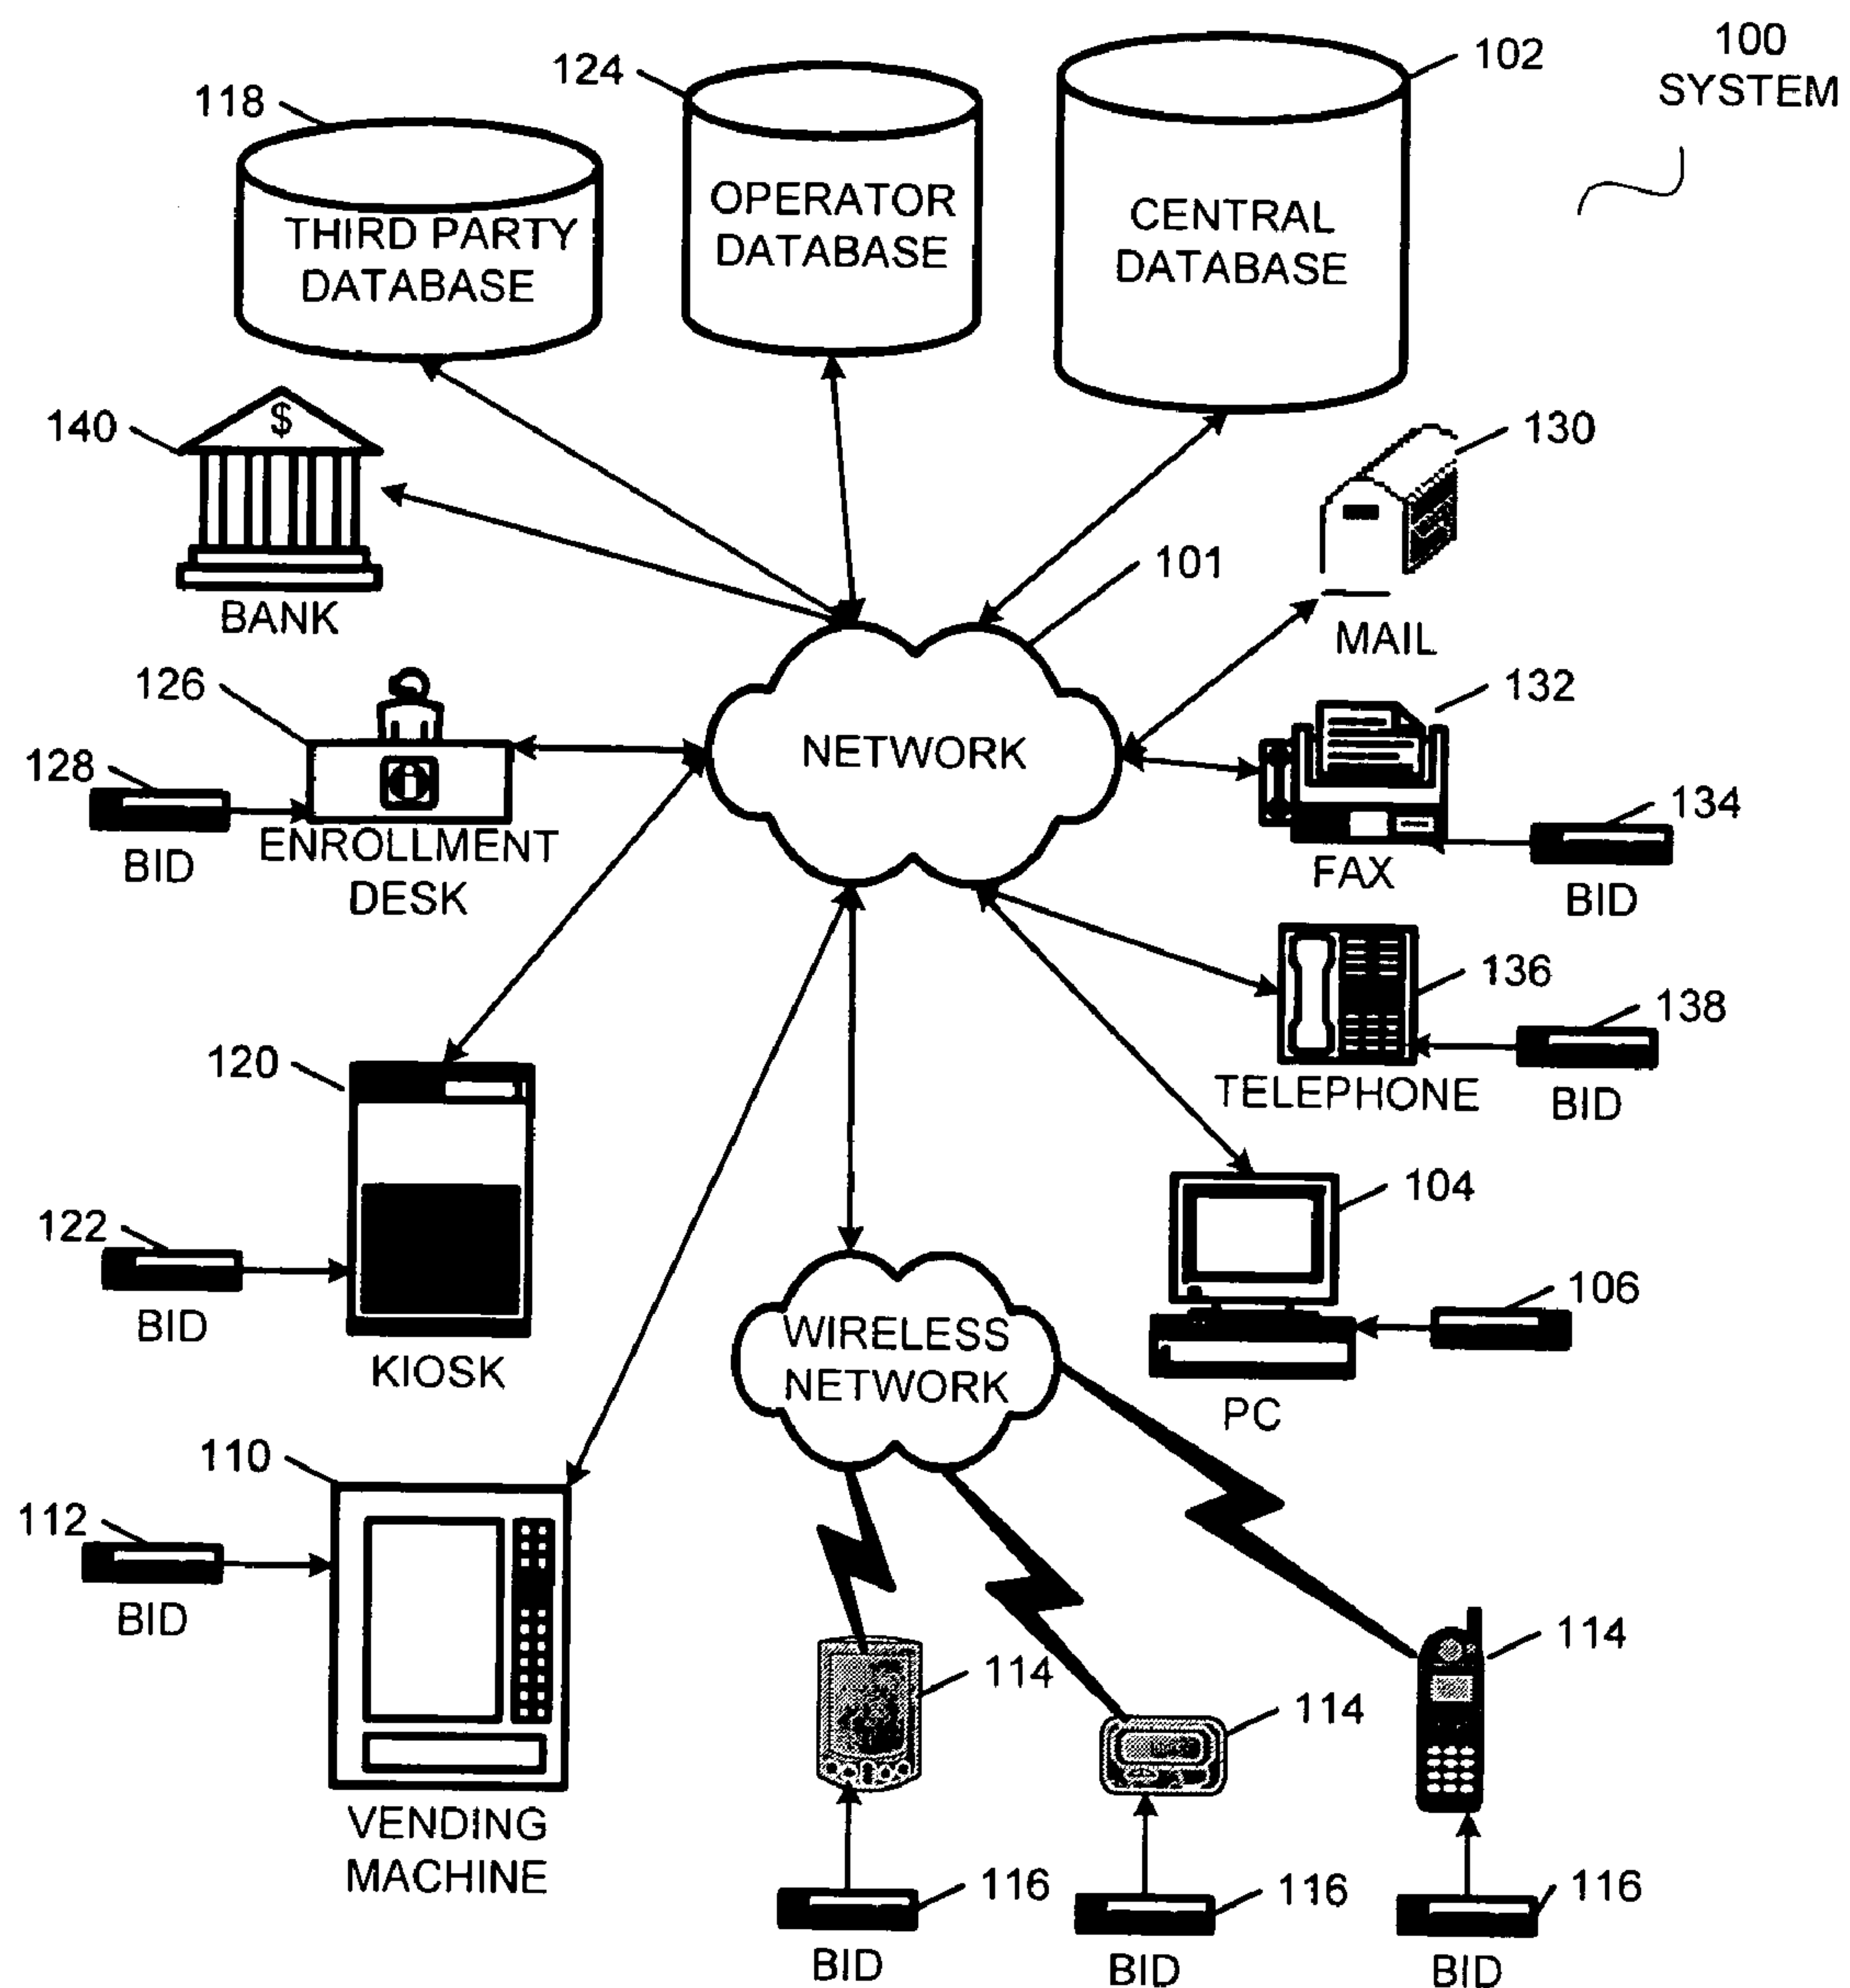 100
SYSTEM
102
124
118
THIRD PARTY
DATABASE
OPERATOR
DATABASE
CENTRAL
DATABASE
$
140
BANK
130
MAIL
101
126
128
BID
i
ENROLLMENT
DESK
NETWORK
132
FAX
134
BID
136
138
TELEPHONE
BID
120
122
BID
KIOSK
104
106
PC
WIRELESS
NETWORK
110
112
BID
VENDING
MACHINE
114
114
114
116
BID
116
BID
116
BID